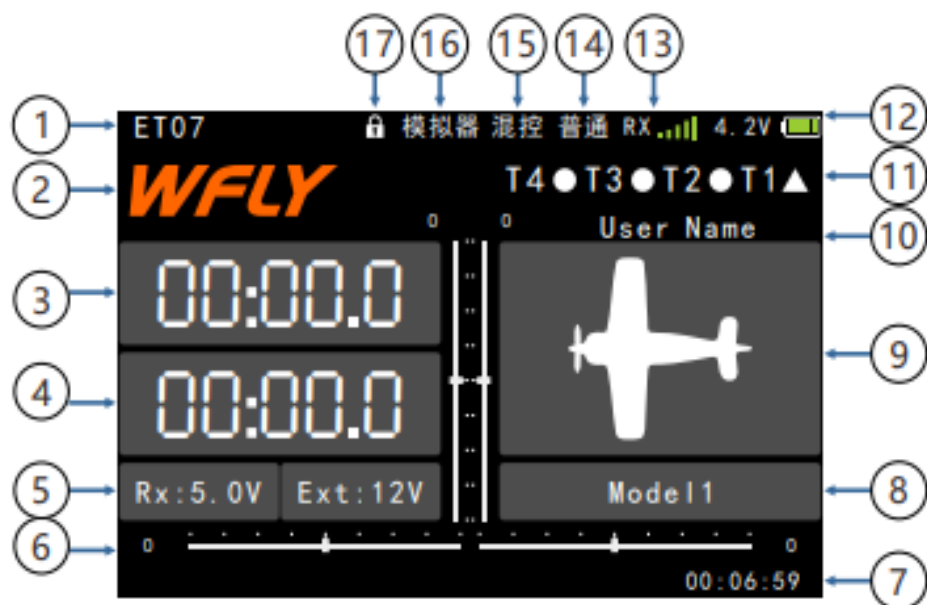 17 16 15 14 13
1 ET07 模拟器 混控 普通 RX 4.2V 12
2 WFLY T4●T3●T2●T1▲ 11
0 0 User Name 10
3 00:00.0
9
4 00:00.0
5 Rx:5.0V Ext:12V Model1 8
6 0 0
00:06:59 7